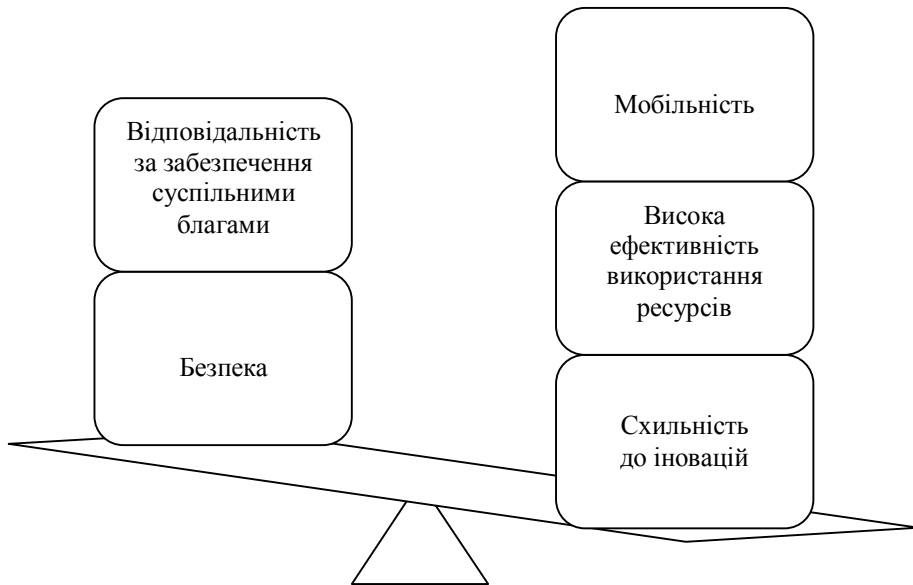 Відповідальність
за забезпечення
суспільними
благами
Безпека
Мобільність
Висока
ефективність
використання
ресурсів
Схильність
до іновацій